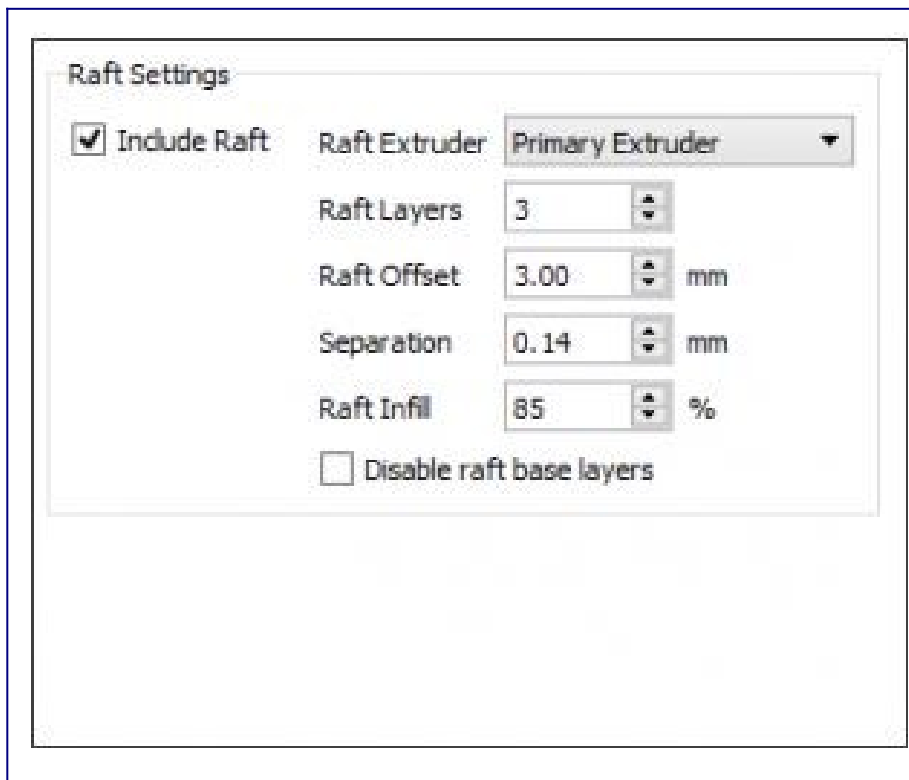 Raft Settings
Include Raft Raft Extruder Primary Extruder
Raft Layers 3
Raft Offset 3.00 mm
Separation 0.14 mm
Raft Infill 85 %
Disable raft base layers